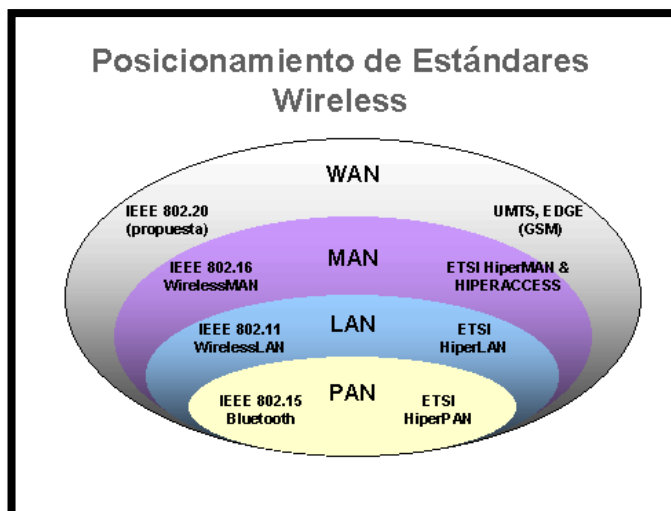 Posicionamiento de Estándares
Wireless
WAN
IEEE 802.20
(propuesta)
UMTS, EDGE
(GSM)
MAN
IEEE 802.16
WirelessMAN
ETSI HiperMAN &
HIPERACCESS
LAN
IEEE 802.11
WirelessLAN
ETSI
HiperLAN
PAN
IEEE 802.15
Bluetooth
ETSI
HiperPAN